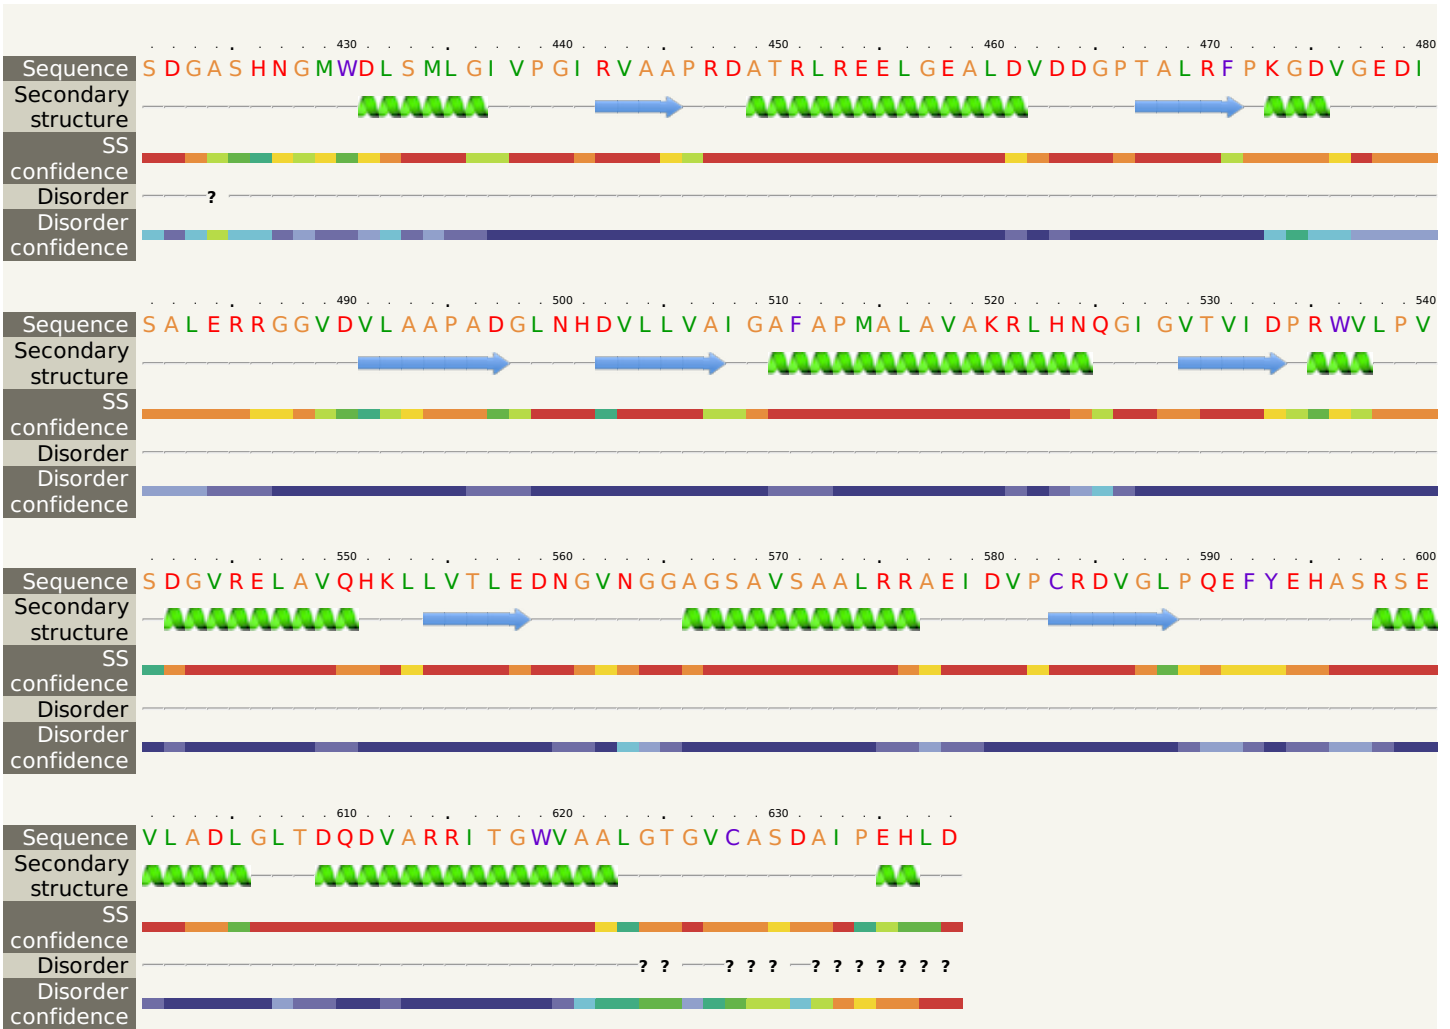 430 440 450 460 470 480
Sequence S D G A S H N G M W D L S M L G I V P G I R V A A P R D A T R L R E E L G E A L D V D D G P T A L R F P K G D V G E D I
Secondary
structure
SS
confidence
Disorder ?
Disorder
confidence
490 500 510 520 530 540
Sequence S A L E R R G G V D V L A A P A D G L N H D V L L V A I G A F A P M A L A V A K R L H N Q G I G V T V I D P R W V L P V
Secondary
structure
SS
confidence
Disorder
Disorder
confidence
550 560 570 580 590 600
Sequence S D G V R E L A V Q H K L L V T L E D N G V N G G A G S A V S A A L R R A E I D V P C R D V G L P Q E F Y E H A S R S E
Secondary
structure
SS
confidence
Disorder
Disorder
confidence
610 620 630
Sequence V L A D L G L T D Q D V A R R I T G W V A A L G T G V C A S D A I P E H L D
Secondary
structure
SS
confidence
Disorder ? ? ? ? ? ? ? ? ? ? ? ?
Disorder
confidence